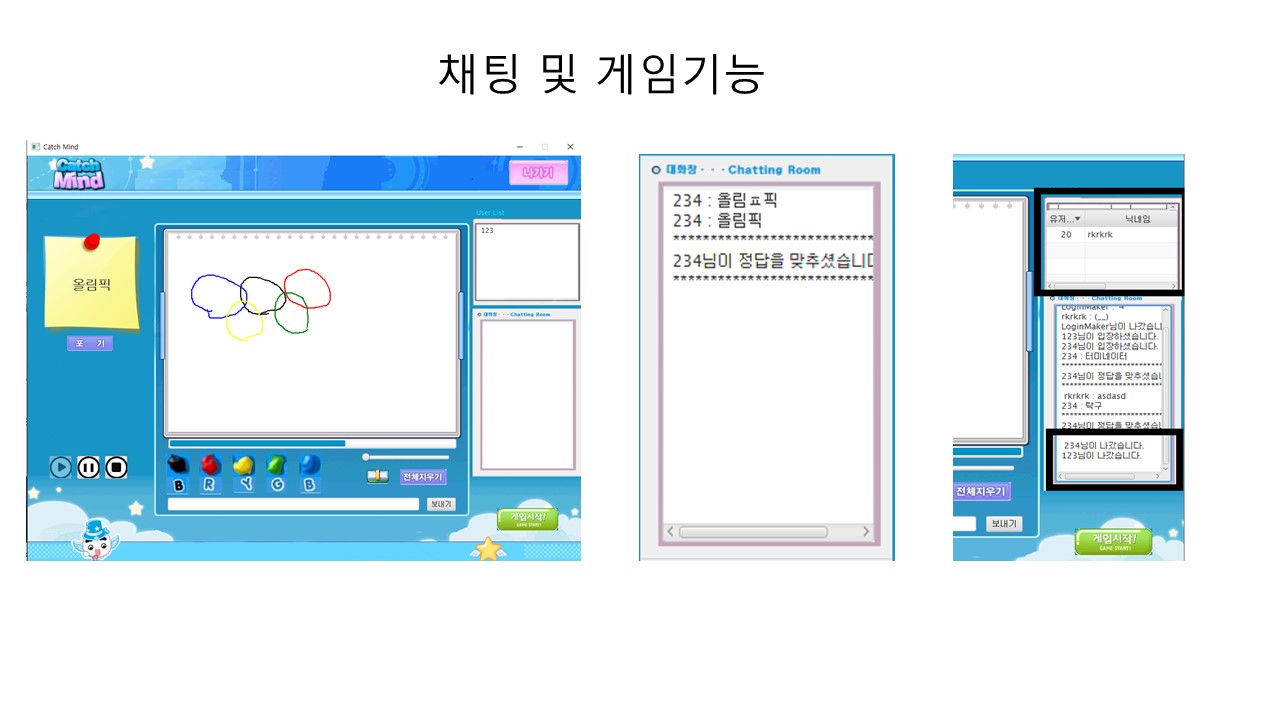 채팅 및 게임기능
Catch Mind
Catch Mind
나가기
User List
123
올림픽
포 기
대화창 · · · Chatting Room
B R Y G B
전체지우기
보내기
게임시작!
GAME START!
대화창 · · · Chatting Room
234 : 올림ㅍ픽
234 : 올림픽
******************************
234님이 정답을 맞추셨습니다
******************************
유저...▼ 닉네임
20 rkrkrk
Chatting Room
rkrkrk : (__)
LoginMaker님이 나갔습니
123님이 입장하셨습니다.
234님이 입장하셨습니다.
234 : 터미네이터
******************
234님이 정답을 맞추셨습니
******************
rkrkrk : asdasd
234 : 탁구
******************
234님이 정답을 맞추셨습니
234님이 나갔습니다.
123님이 나갔습니다.
전체지우기
보내기
게임시작!
GAME START!